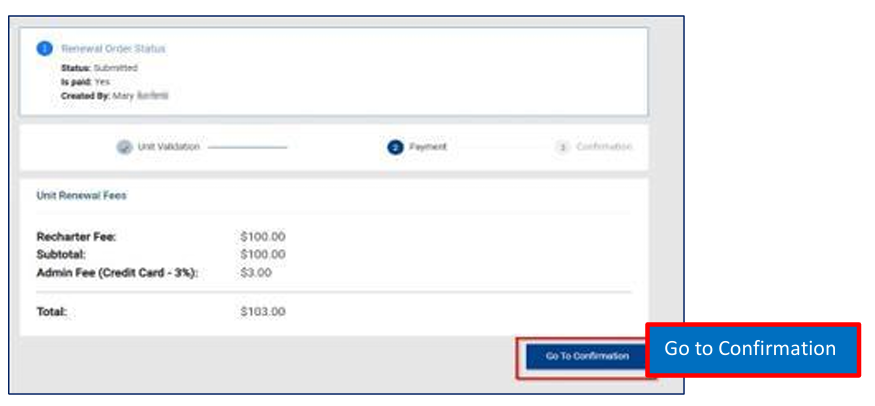 Renewal Order Status
Status: Submitted
Is paid: Yes
Created By: Mary
Unit Validation
2 Payment
3 Confirmation
Unit Renewal Fees
Recharter Fee: $100.00
Subtotal: $100.00
Admin Fee (Credit Card - 3%): $3.00
Total: $103.00
Go To Confirmation
Go to Confirmation